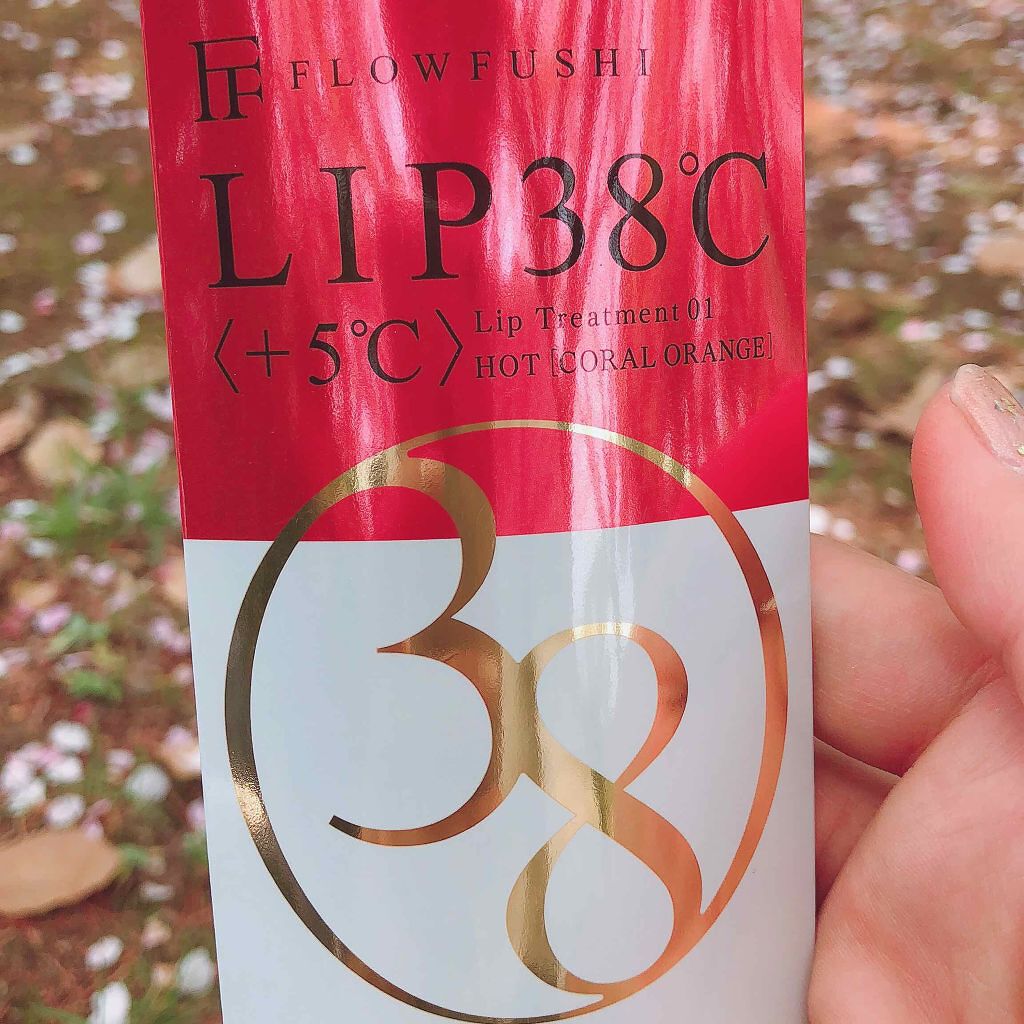 FF FLOWFUSHI
LIP38℃
〈+5℃〉
Lip Treatment 01
HOT [CORAL ORANGE]
38